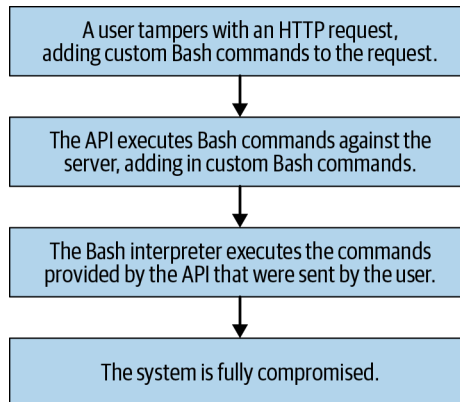 A user tampers with an HTTP request,
adding custom Bash commands to the request.
The API executes Bash commands against the
server, adding in custom Bash commands.
The Bash interpreter executes the commands
provided by the API that were sent by the user.
The system is fully compromised.